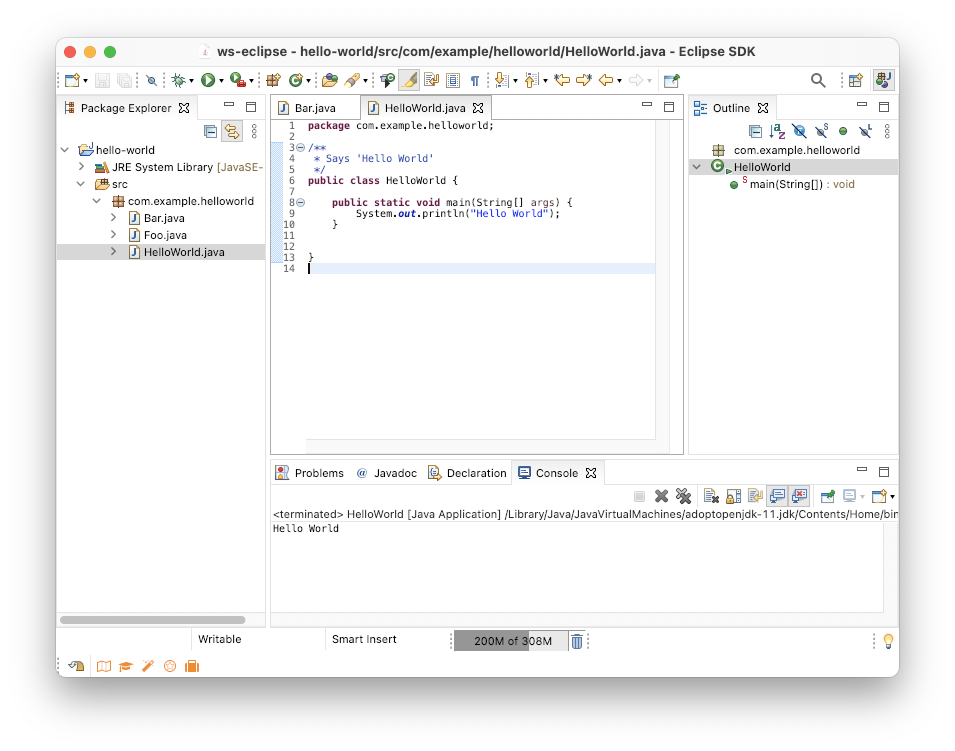 ws-eclipse - hello-world/src/com/example/helloworld/HelloWorld.java - Eclipse SDK
Package Explorer
hello-world
JRE System Library [JavaSE-
src
com.example.helloworld
Bar.java
Foo.java
HelloWorld.java
Bar.java
HelloWorld.java
1 package com.example.helloworld;
2
3 /**
4  * Says 'Hello World'
5  */
6 public class HelloWorld {
7
8     public static void main(String[] args) {
9         System.out.println("Hello World");
10     }
11
12
13 }
14
Outline
com.example.helloworld
HelloWorld
main(String[]) : void
Problems
@ Javadoc
Declaration
Console
<terminated> HelloWorld [Java Application] /Library/Java/JavaVirtualMachines/adoptopenjdk-11.jdk/Contents/Home/bin
Hello World
Writable
Smart Insert
200M of 308M